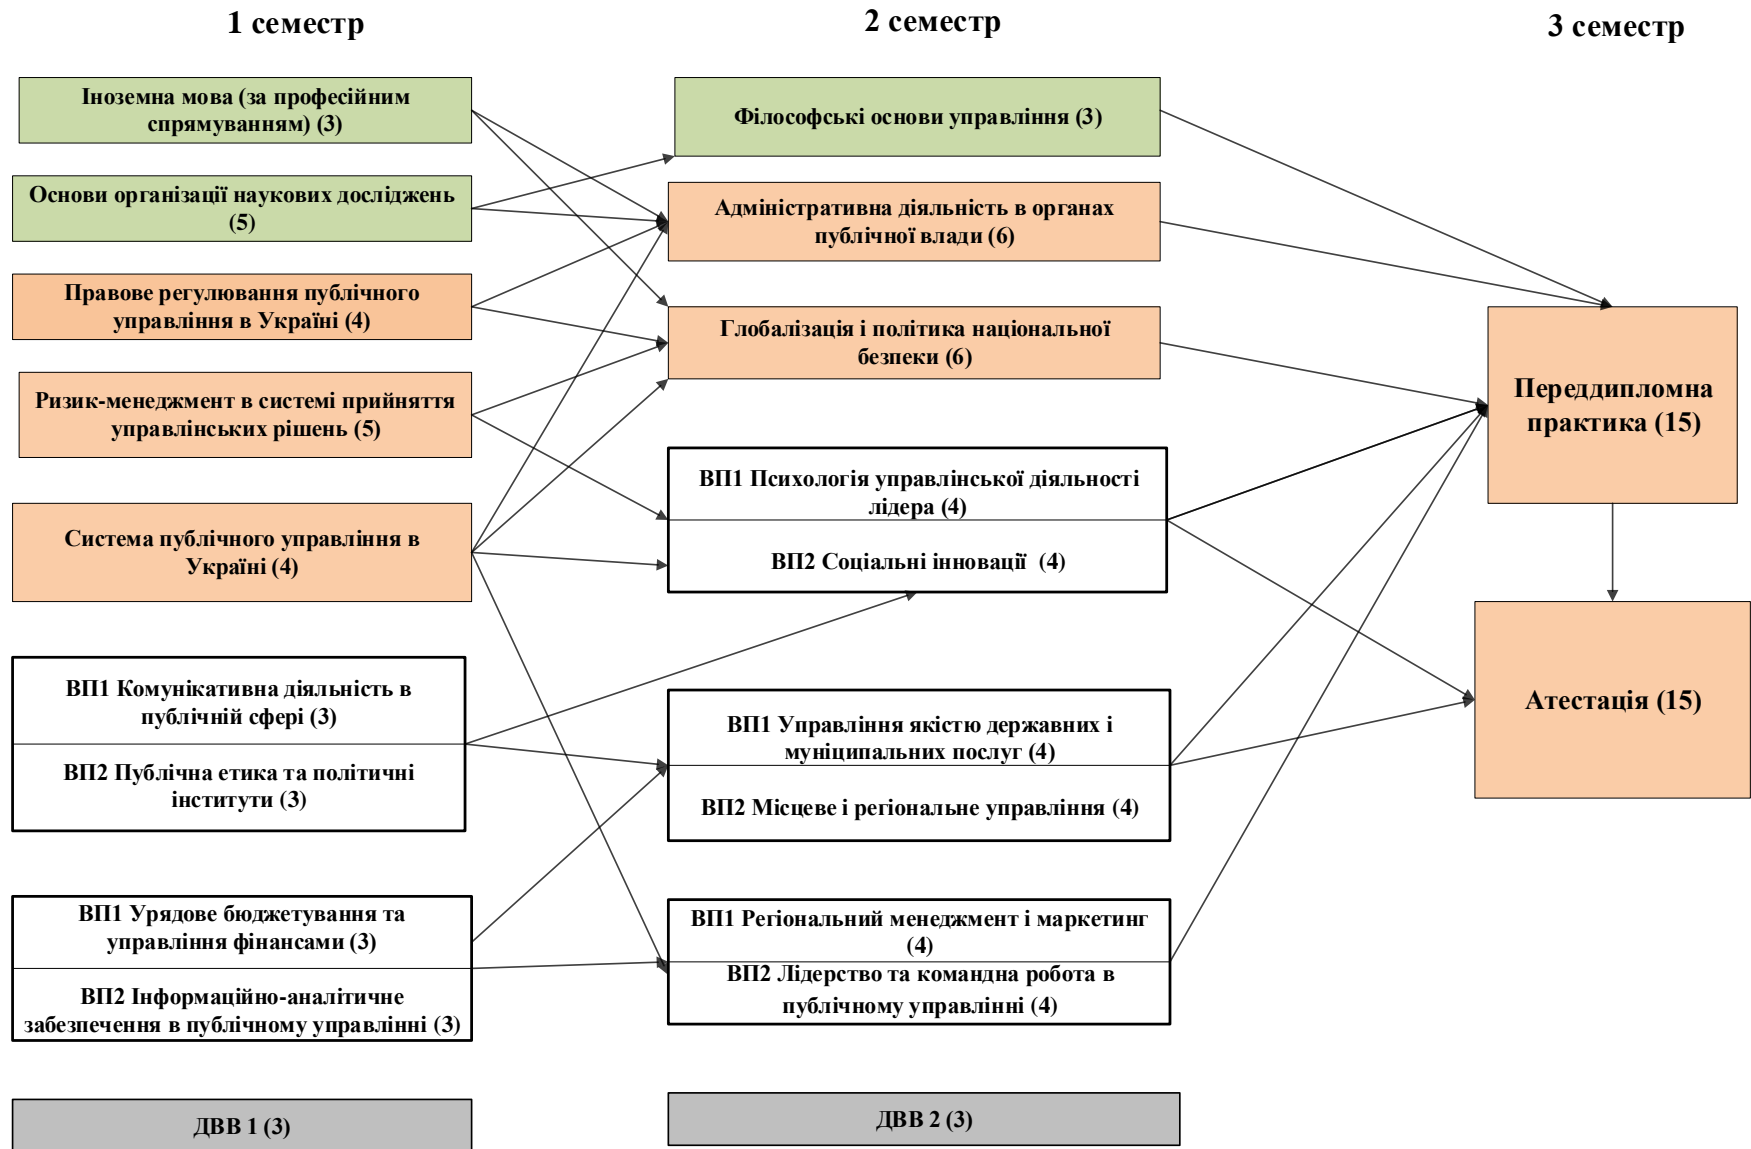 1 семестр
2 семестр
3 семестр
Іноземна мова (за професійним
спрямуванням) (3)
Основи організації наукових досліджень
(5)
Правове регулювання публічного
управління в Україні (4)
Ризик-менеджмент в системі прийняття
управлінських рішень (5)
Система публічного управління в
Україні (4)
ВП1 Комунікативна діяльність в
публічній сфері (3)
ВП2 Публічна етика та політичні
інститути (3)
ВП1 Урядове бюджетування та
управління фінансами (3)
ВП2 Інформаційно-аналітичне
забезпечення в публічному управлінні (3)
ДВВ 1 (3)
Філософські основи управління (3)
Адміністративна діяльність в органах
публічної влади (6)
Глобалізація і політика національної
безпеки (6)
ВП1 Психологія управлінської діяльності
лідера (4)
ВП2 Соціальні інновації (4)
ВП1 Управління якістю державних і
муніципальних послуг (4)
ВП2 Місцеве і регіональне управління (4)
ВП1 Регіональний менеджмент і маркетинг
(4)
ВП2 Лідерство та командна робота в
публічному управлінні (4)
ДВВ 2 (3)
Переддипломна
практика (15)
Атестація (15)